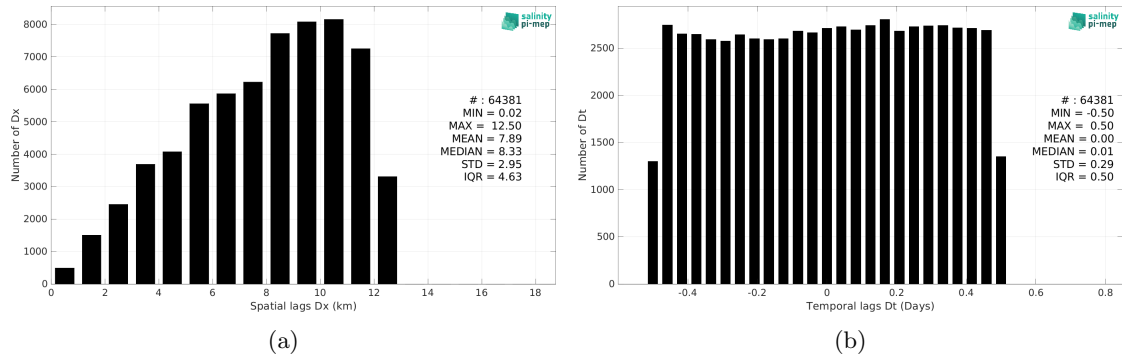 salinity
pi-mep
8000
7000
6000
5000
4000
3000
2000
1000
0
Number of Dx
# : 64381
MIN = 0.02
MAX = 12.50
MEAN = 7.89
MEDIAN = 8.33
STD = 2.95
IQR = 4.63
0 2 4 6 8 10 12 14 16 18
Spatial lags Dx (km)
(a)
salinity
pi-mep
2500
2000
1500
1000
500
0
Number of Dt
# : 64381
MIN = -0.50
MAX = 0.50
MEAN = 0.00
MEDIAN = 0.01
STD = 0.29
IQR = 0.50
-0.4 -0.2 0 0.2 0.4 0.6 0.8
Temporal lags Dt (Days)
(b)